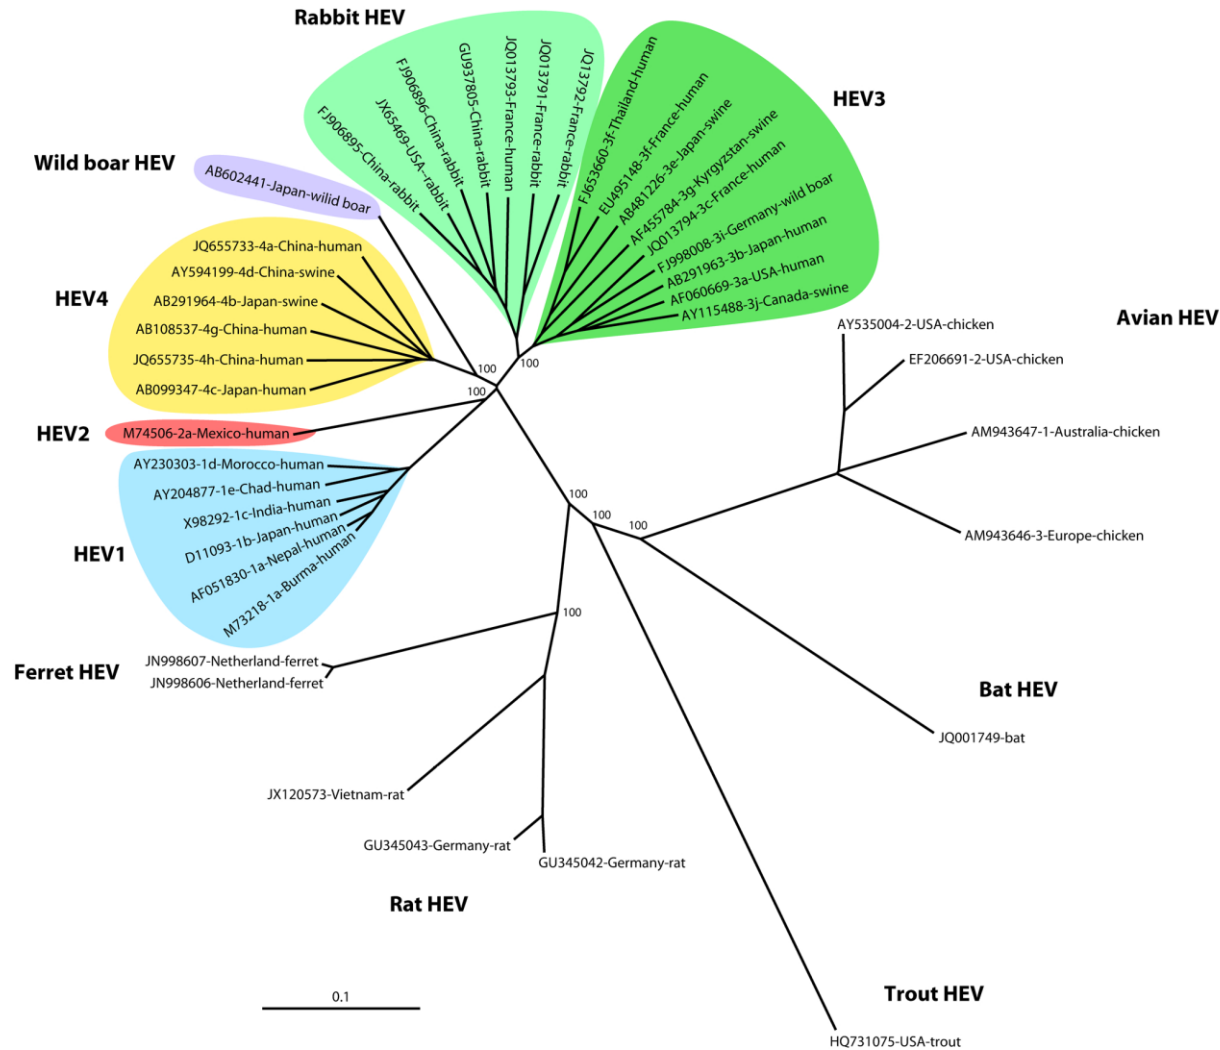 Rabbit HEV
FJ906895-China-rabbit
JX65469-USA--rabbit
FJ906896-China-rabbit
GU937805-China-rabbit
JQ013793-France-human
JQ013791-France-rabbit
JQ13792-France-rabbit
HEV3
FJ653660-3f-Thailand-human
EU495148-3f-France-human
AB481226-3e-Japan-swine
AF455784-3g-Kyrgyzstan-swine
JQ013794-3c-France-human
FJ998008-3i-Germany-wild boar
AB291963-3b-Japan-human
AF060669-3a-USA-human
AY115488-3j-Canada-swine
Wild boar HEV
AB602441-Japan-wilid boar
HEV4
JQ655733-4a-China-human
AY594199-4d-China-swine
AB291964-4b-Japan-swine
AB108537-4g-China-human
JQ655735-4h-China-human
AB099347-4c-Japan-human
100
100
100
HEV2
M74506-2a-Mexico-human
HEV1
AY230303-1d-Morocco-human
AY204877-1e-Chad-human
X98292-1c-India-human
D11093-1b-Japan-human
AF051830-1a-Nepal-human
M73218-1a-Burma-human
Avian HEV
AY535004-2-USA-chicken
EF206691-2-USA-chicken
AM943647-1-Australia-chicken
AM943646-3-Europe-chicken
100
100
100
100
Ferret HEV
JN998607-Netherland-ferret
JN998606-Netherland-ferret
Bat HEV
JQ001749-bat
JX120573-Vietnam-rat
GU345043-Germany-rat
GU345042-Germany-rat
Rat HEV
Trout HEV
HQ731075-USA-trout
0.1